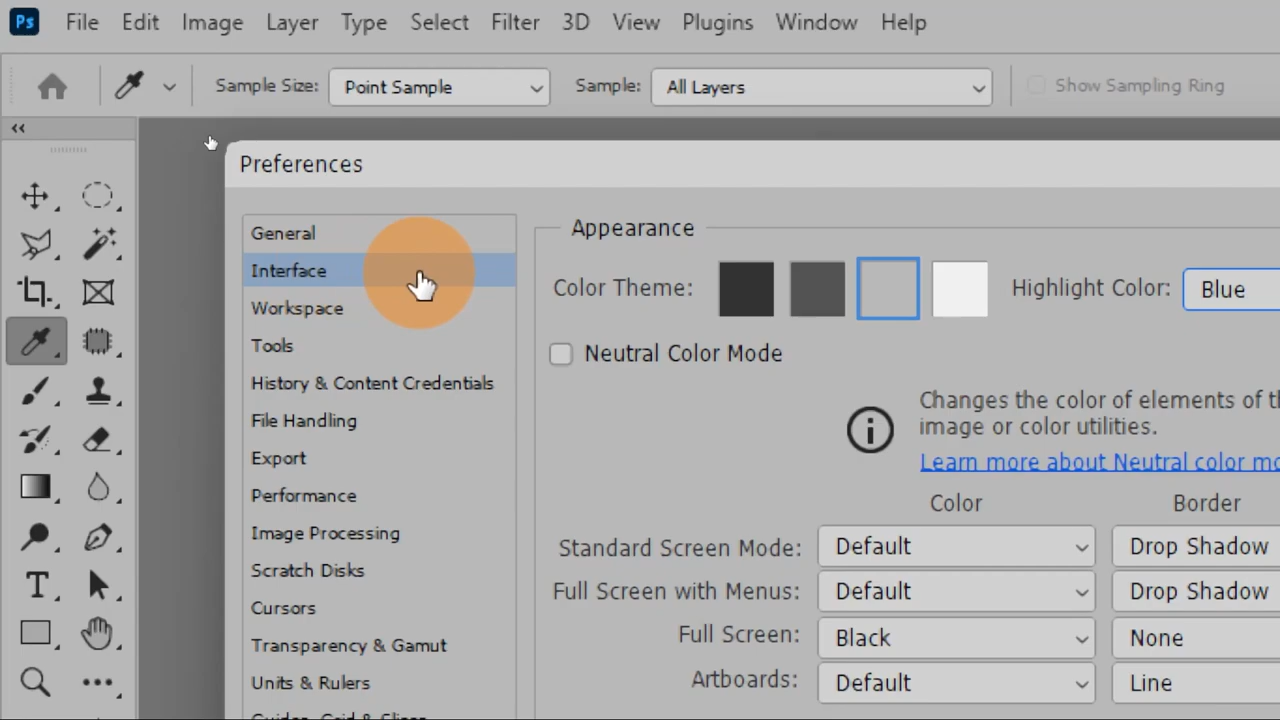 Ps File Edit Image Layer Type Select Filter 3D View Plugins Window Help
Sample Size: Point Sample Sample: All Layers Show Sampling Ring
Preferences
General
Interface
Workspace
Tools
History & Content Credentials
File Handling
Export
Performance
Image Processing
Scratch Disks
Cursors
Transparency & Gamut
Units & Rulers
Appearance
Color Theme: Highlight Color: Blue
Neutral Color Mode
Changes the color of elements of
image or color utilities.
Learn more about Neutral color
Color Border
Standard Screen Mode: Default Drop Shadow
Full Screen with Menus: Default Drop Shadow
Full Screen: Black None
Artboards: Default Line